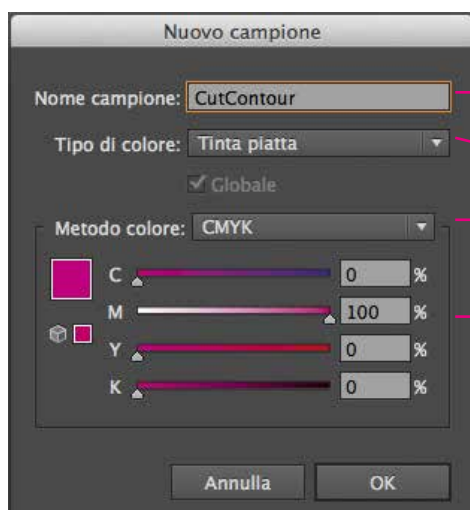 Nuovo campione
Nome campione: CutContour
Tipo di colore: Tinta piatta
Globale
Metodo colore: CMYK
C 0 %
M 100 %
Y 0 %
K 0 %
Annulla OK